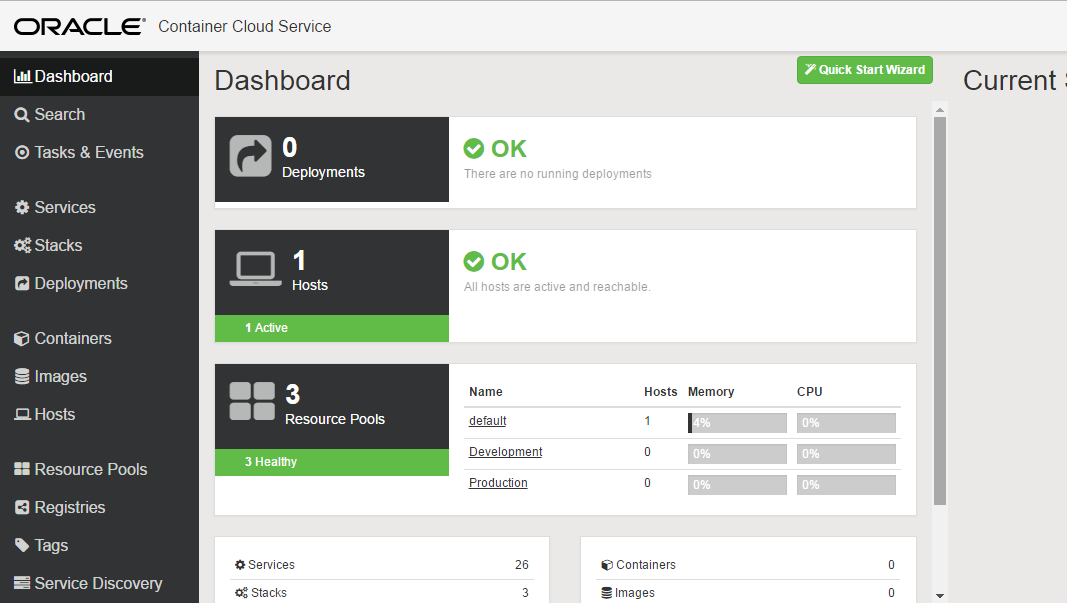 ORACLE® Container Cloud Service
Dashboard
Search
Tasks & Events
Services
Stacks
Deployments
Containers
Images
Hosts
Resource Pools
Registries
Tags
Service Discovery
Dashboard
Quick Start Wizard
0
Deployments
OK
There are no running deployments
1
Hosts
1 Active
OK
All hosts are active and reachable.
3
Resource Pools
3 Healthy
Name Hosts Memory CPU
default 1 4% 0%
Development 0 0% 0%
Production 0 0% 0%
Services 26
Stacks 3
Containers 0
Images 0
Current